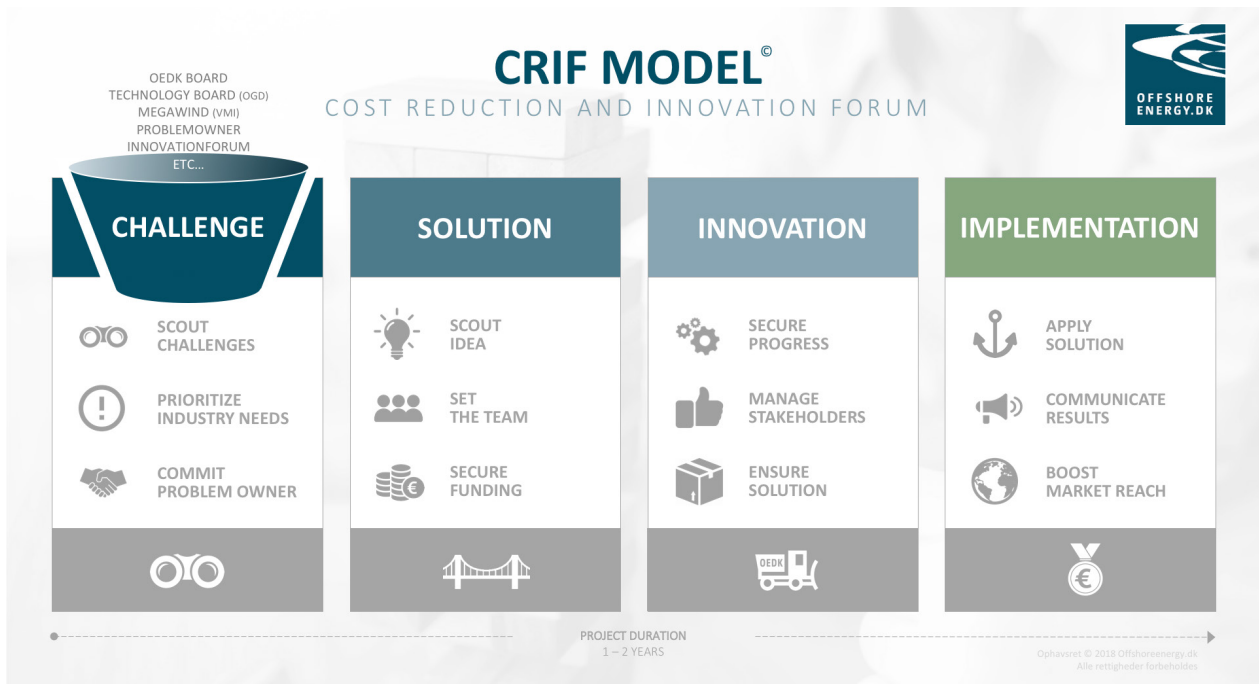 CRIF MODEL©
COST REDUCTION AND INNOVATION FORUM
OFFSHORE
ENERGY.DK
OEDK BOARD
TECHNOLOGY BOARD (OGD)
MEGAWIND (VMI)
PROBLEMOWNER
INNOVATIONFORUM
ETC...
CHALLENGE
SCOUT
CHALLENGES
PRIORITIZE
INDUSTRY NEEDS
COMMIT
PROBLEM OWNER
SOLUTION
SCOUT
IDEA
SET
THE TEAM
SECURE
FUNDING
INNOVATION
SECURE
PROGRESS
MANAGE
STAKEHOLDERS
ENSURE
SOLUTION
OEDK
IMPLEMENTATION
APPLY
SOLUTION
COMMUNICATE
RESULTS
BOOST
MARKET REACH
PROJECT DURATION
1 – 2 YEARS
Ophavsret © 2018 Offshoreenergy.dk
Alle rettigheder forbeholdes